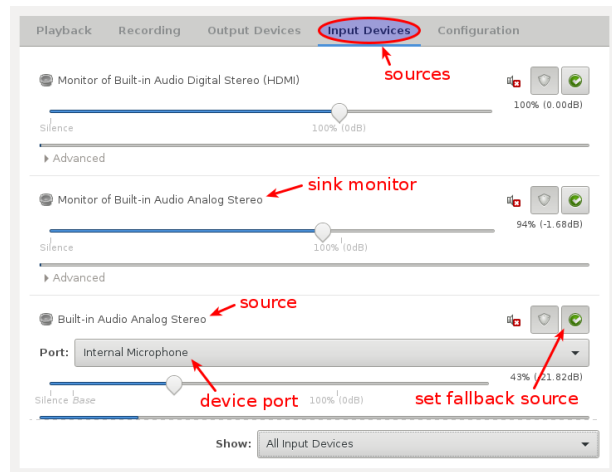 Playback Recording Output Devices Input Devices Configuration
sources
Monitor of Built-in Audio Digital Stereo (HDMI)
100% (0.00dB)
Silence 100% (0dB)
Advanced
sink monitor
Monitor of Built-in Audio Analog Stereo
94% (-1.68dB)
Silence 100% (0dB)
Advanced
source
Built-in Audio Analog Stereo
Port: Internal Microphone
43% (-21.82dB)
Silence Base 100% (0dB)
device port set fallback source
Show: All Input Devices